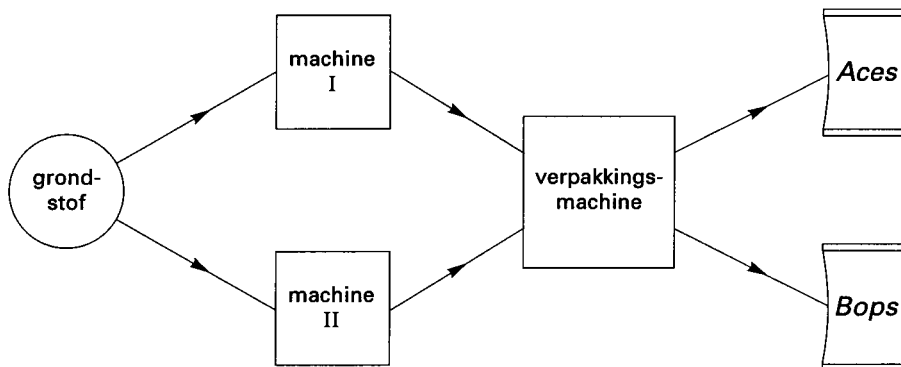 grond-
stof
machine
I
machine
II
verpakkings-
machine
Aces
Bops